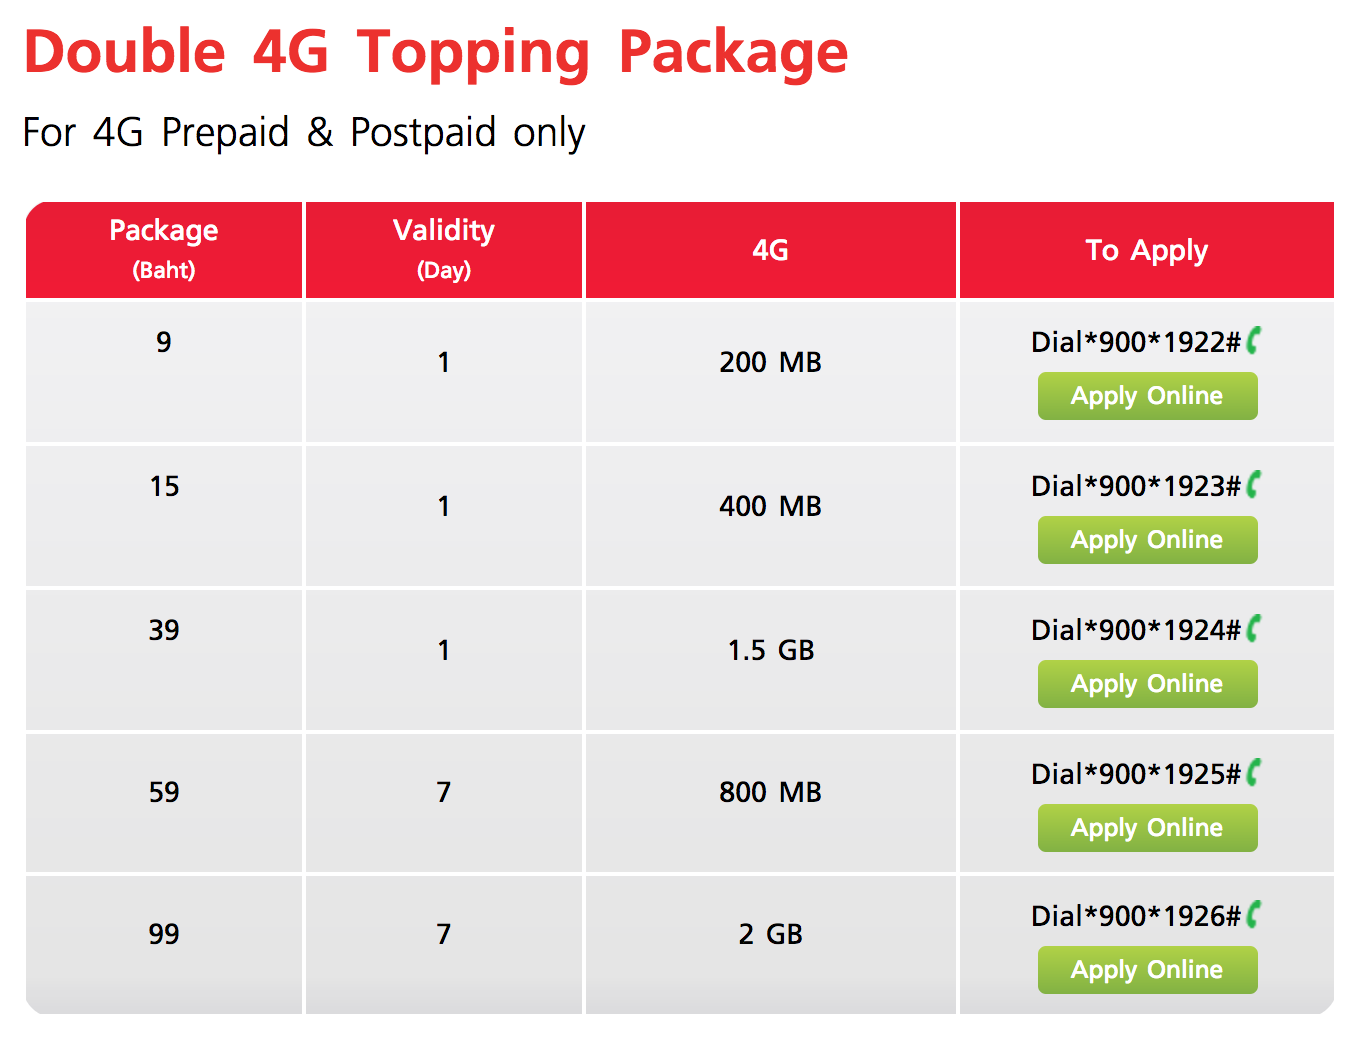 Double 4G Topping Package
For 4G Prepaid & Postpaid only
Package
(Baht)
Validity
(Day)
4G
To Apply
9
1
200 MB
Dial*900*1922#
Apply Online
15
1
400 MB
Dial*900*1923#
Apply Online
39
1
1.5 GB
Dial*900*1924#
Apply Online
59
7
800 MB
Dial*900*1925#
Apply Online
99
7
2 GB
Dial*900*1926#
Apply Online